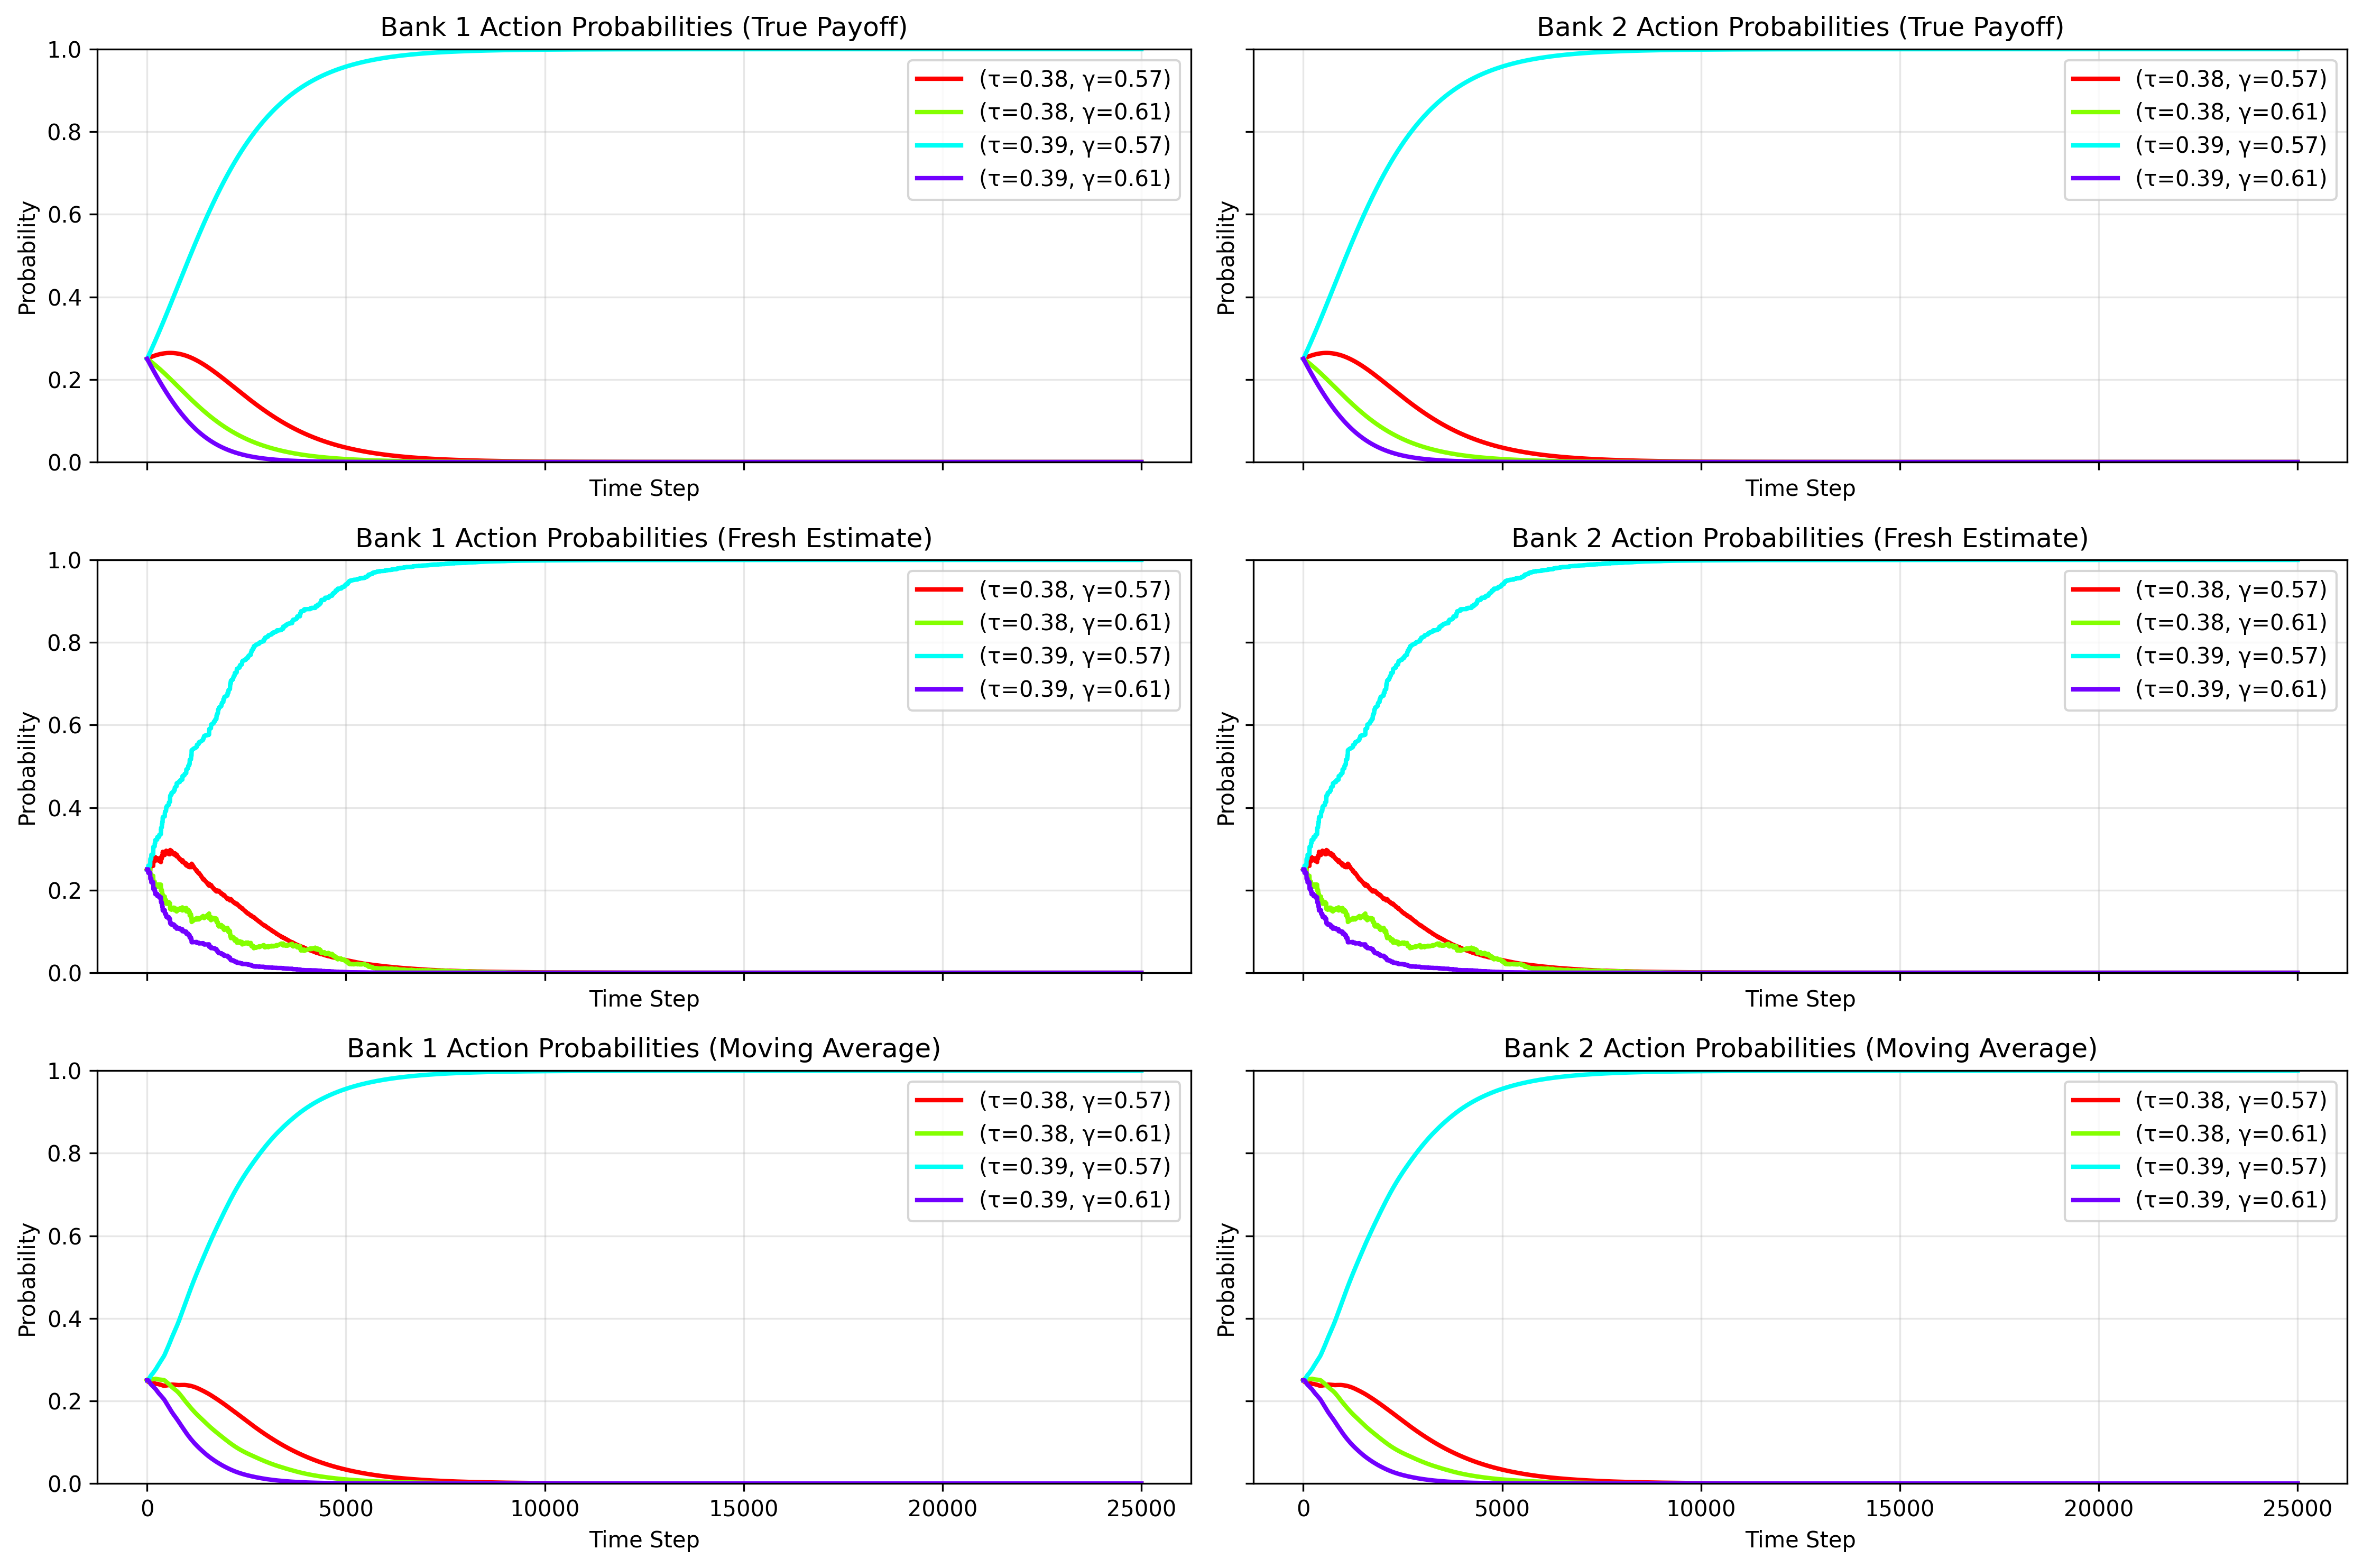 Bank 1 Action Probabilities (True Payoff)
1.0
0.8
0.6
0.4
0.2
0.0
Probability
Time Step
(τ=0.38, γ=0.57)
(τ=0.38, γ=0.61)
(τ=0.39, γ=0.57)
(τ=0.39, γ=0.61)
Bank 2 Action Probabilities (True Payoff)
Probability
Time Step
(τ=0.38, γ=0.57)
(τ=0.38, γ=0.61)
(τ=0.39, γ=0.57)
(τ=0.39, γ=0.61)
Bank 1 Action Probabilities (Fresh Estimate)
1.0
0.8
0.6
0.4
0.2
0.0
Probability
Time Step
(τ=0.38, γ=0.57)
(τ=0.38, γ=0.61)
(τ=0.39, γ=0.57)
(τ=0.39, γ=0.61)
Bank 2 Action Probabilities (Fresh Estimate)
Probability
Time Step
(τ=0.38, γ=0.57)
(τ=0.38, γ=0.61)
(τ=0.39, γ=0.57)
(τ=0.39, γ=0.61)
Bank 1 Action Probabilities (Moving Average)
1.0
0.8
0.6
0.4
0.2
0.0
Probability
(τ=0.38, γ=0.57)
(τ=0.38, γ=0.61)
(τ=0.39, γ=0.57)
(τ=0.39, γ=0.61)
0 5000 10000 15000 20000 25000
Time Step
Bank 2 Action Probabilities (Moving Average)
Probability
(τ=0.38, γ=0.57)
(τ=0.38, γ=0.61)
(τ=0.39, γ=0.57)
(τ=0.39, γ=0.61)
0 5000 10000 15000 20000 25000
Time Step